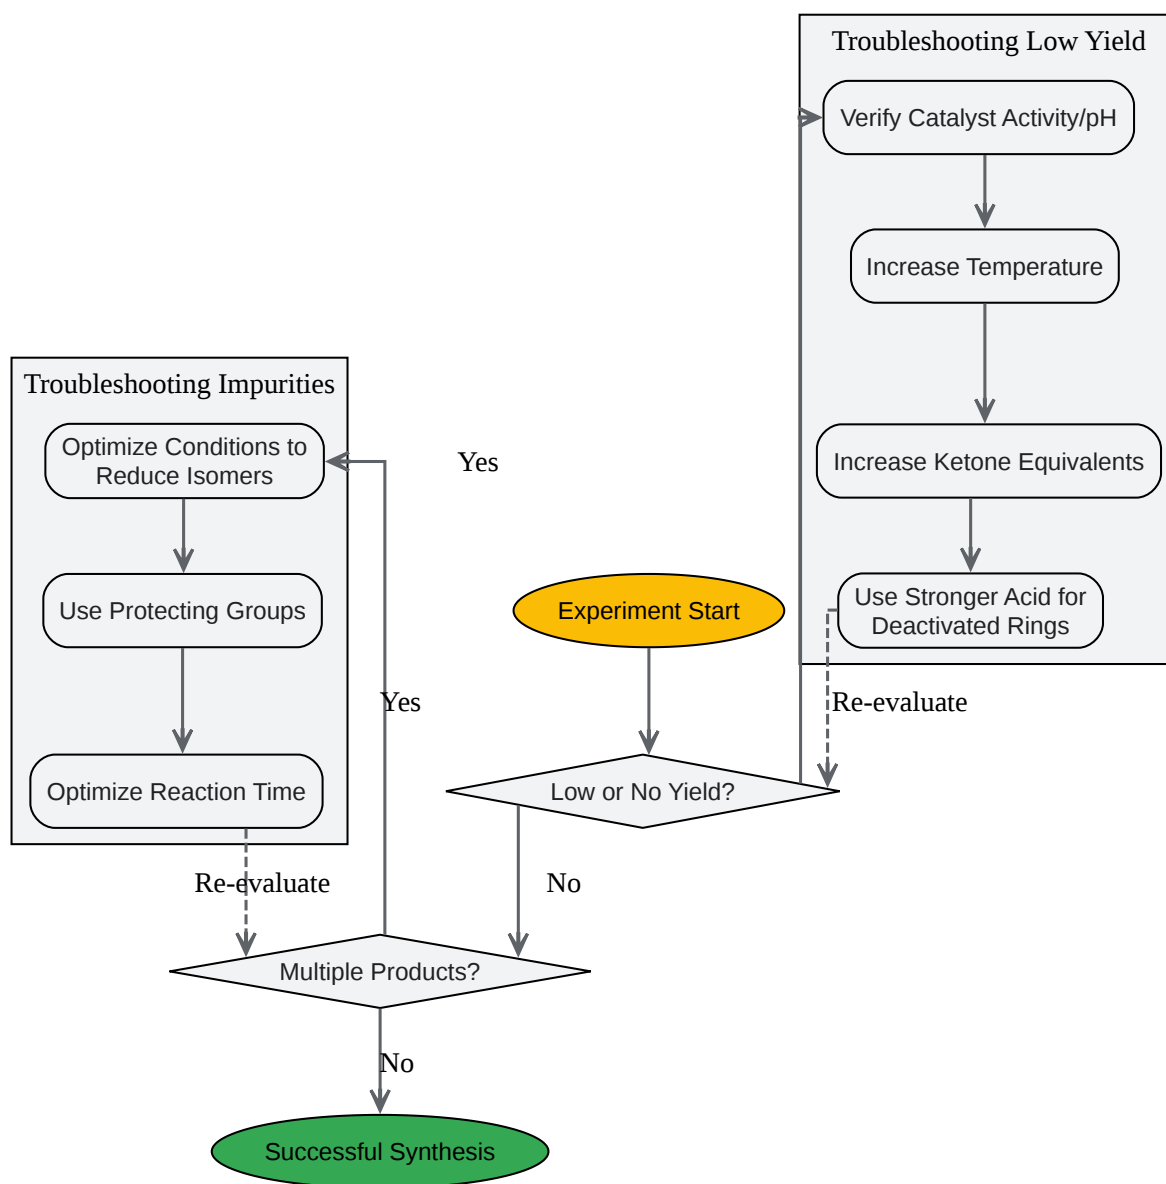 Troubleshooting Low Yield
Verify Catalyst Activity/pH
Increase Temperature
Troubleshooting Impurities
Optimize Conditions to
Reduce Isomers
Yes
Increase Ketone Equivalents
Use Protecting Groups
Experiment Start
Use Stronger Acid for
Deactivated Rings
Yes
Re-evaluate
Optimize Reaction Time
Low or No Yield?
Re-evaluate
No
Multiple Products?
No
Successful Synthesis